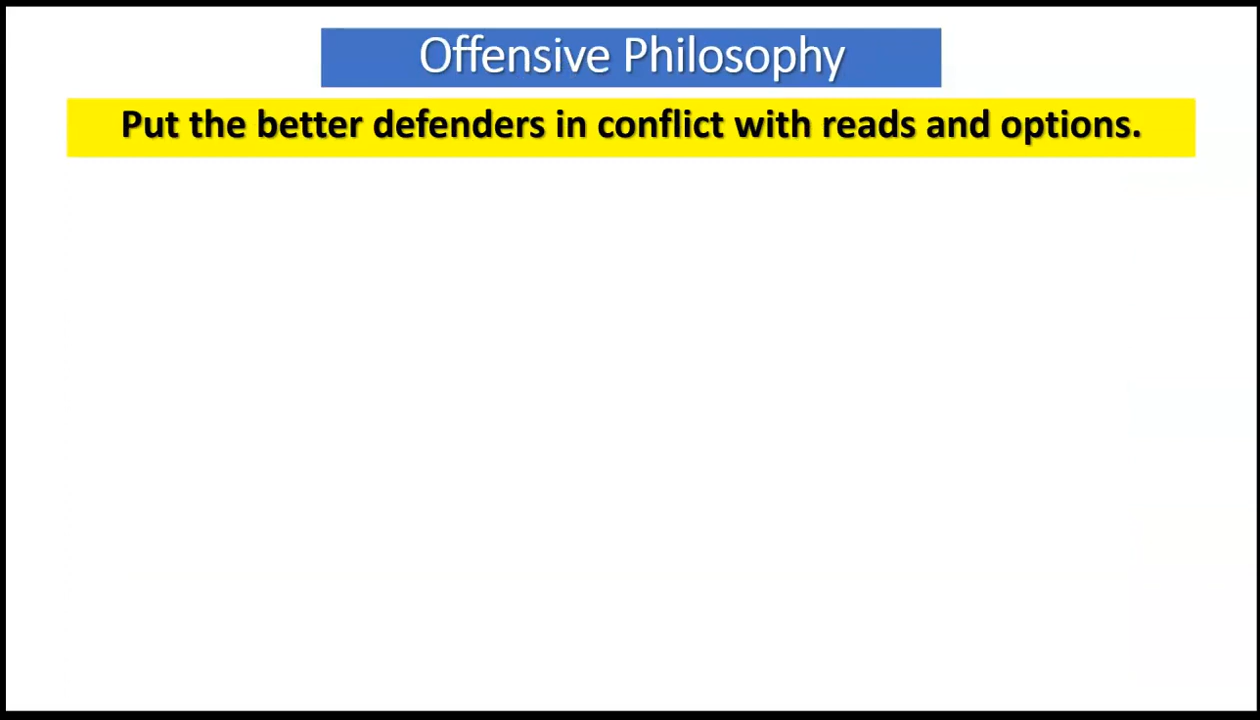 Offensive Philosophy
Put the better defenders in conflict with reads and options.